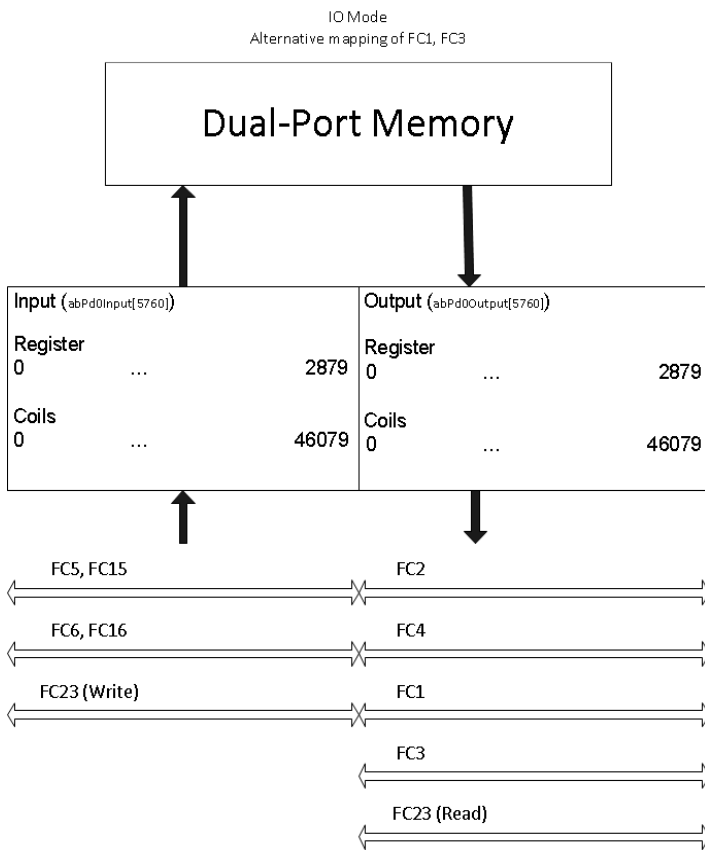 IO Mode
Alternative mapping of FC1, FC3
Dual-Port Memory
Input (abPd0Input[5760])
Register
0 ... 2879
Coils
0 ... 46079
Output (abPd0Output[5760])
Register
0 ... 2879
Coils
0 ... 46079
FC5, FC15 FC2
FC6, FC16 FC4
FC23 (Write) FC1
FC3
FC23 (Read)